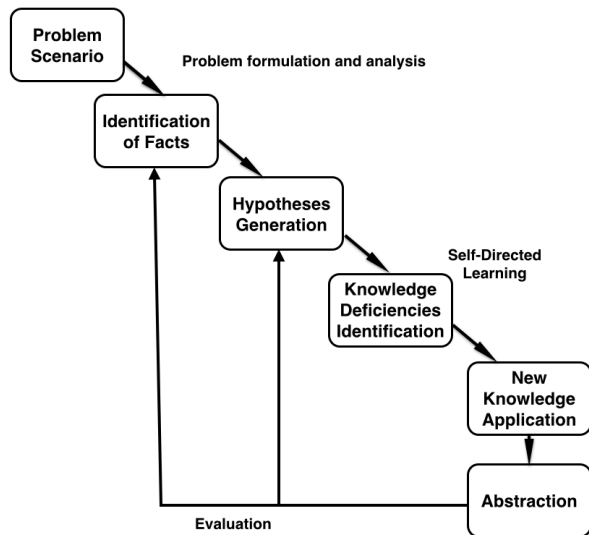 Problem
Scenario
Problem formulation and analysis
Identification
of Facts
Hypotheses
Generation
Self-Directed
Learning
Knowledge
Deficiencies
Identification
New
Knowledge
Application
Abstraction
Evaluation